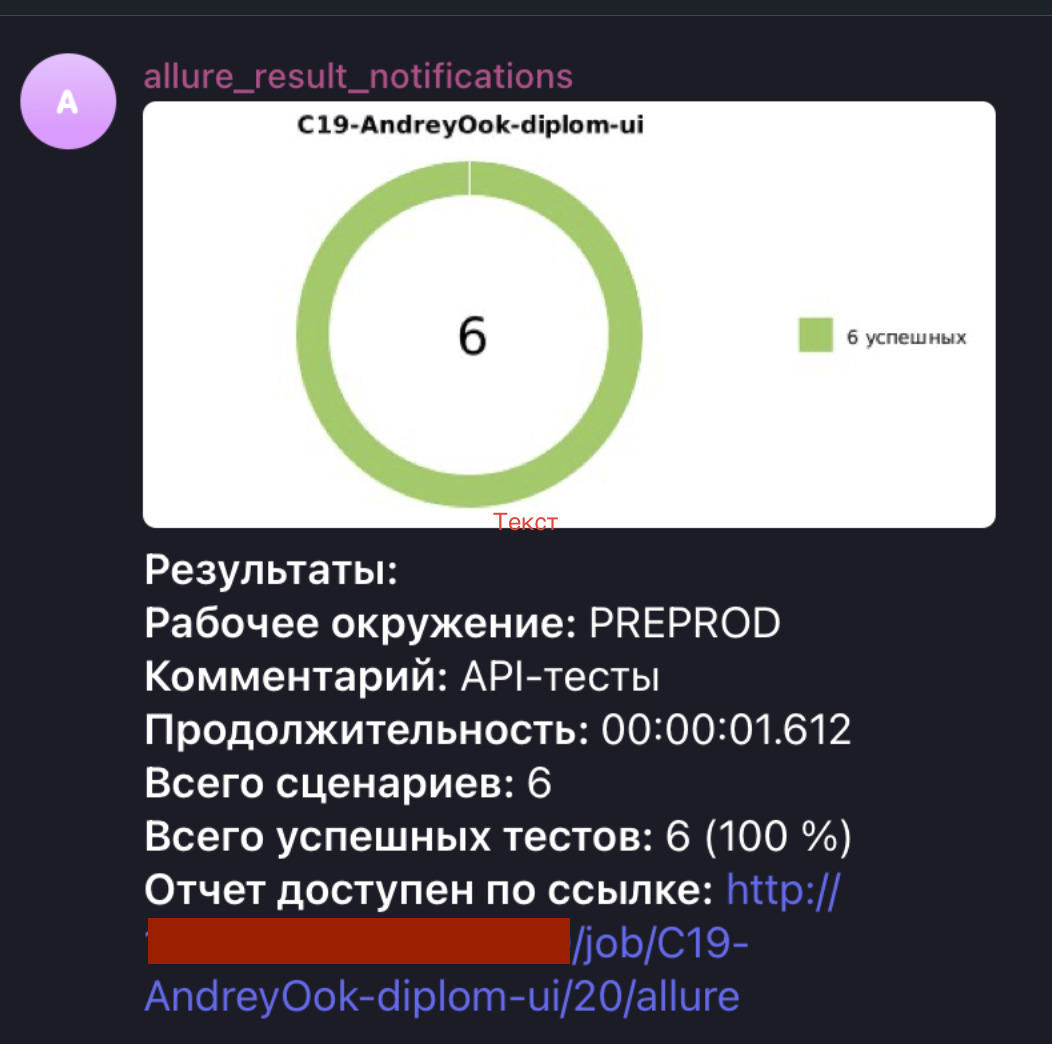 A
allure_result_notifications
C19-AndreyOok-diplom-ui
6
6 успешных
Текст
Результаты:
Рабочее окружение: PREPROD
Комментарий: API-тесты
Продолжительность: 00:00:01.612
Всего сценариев: 6
Всего успешных тестов: 6 (100 %)
Отчет доступен по ссылке: http://
/job/C19-
AndreyOok-diplom-ui/20/allure